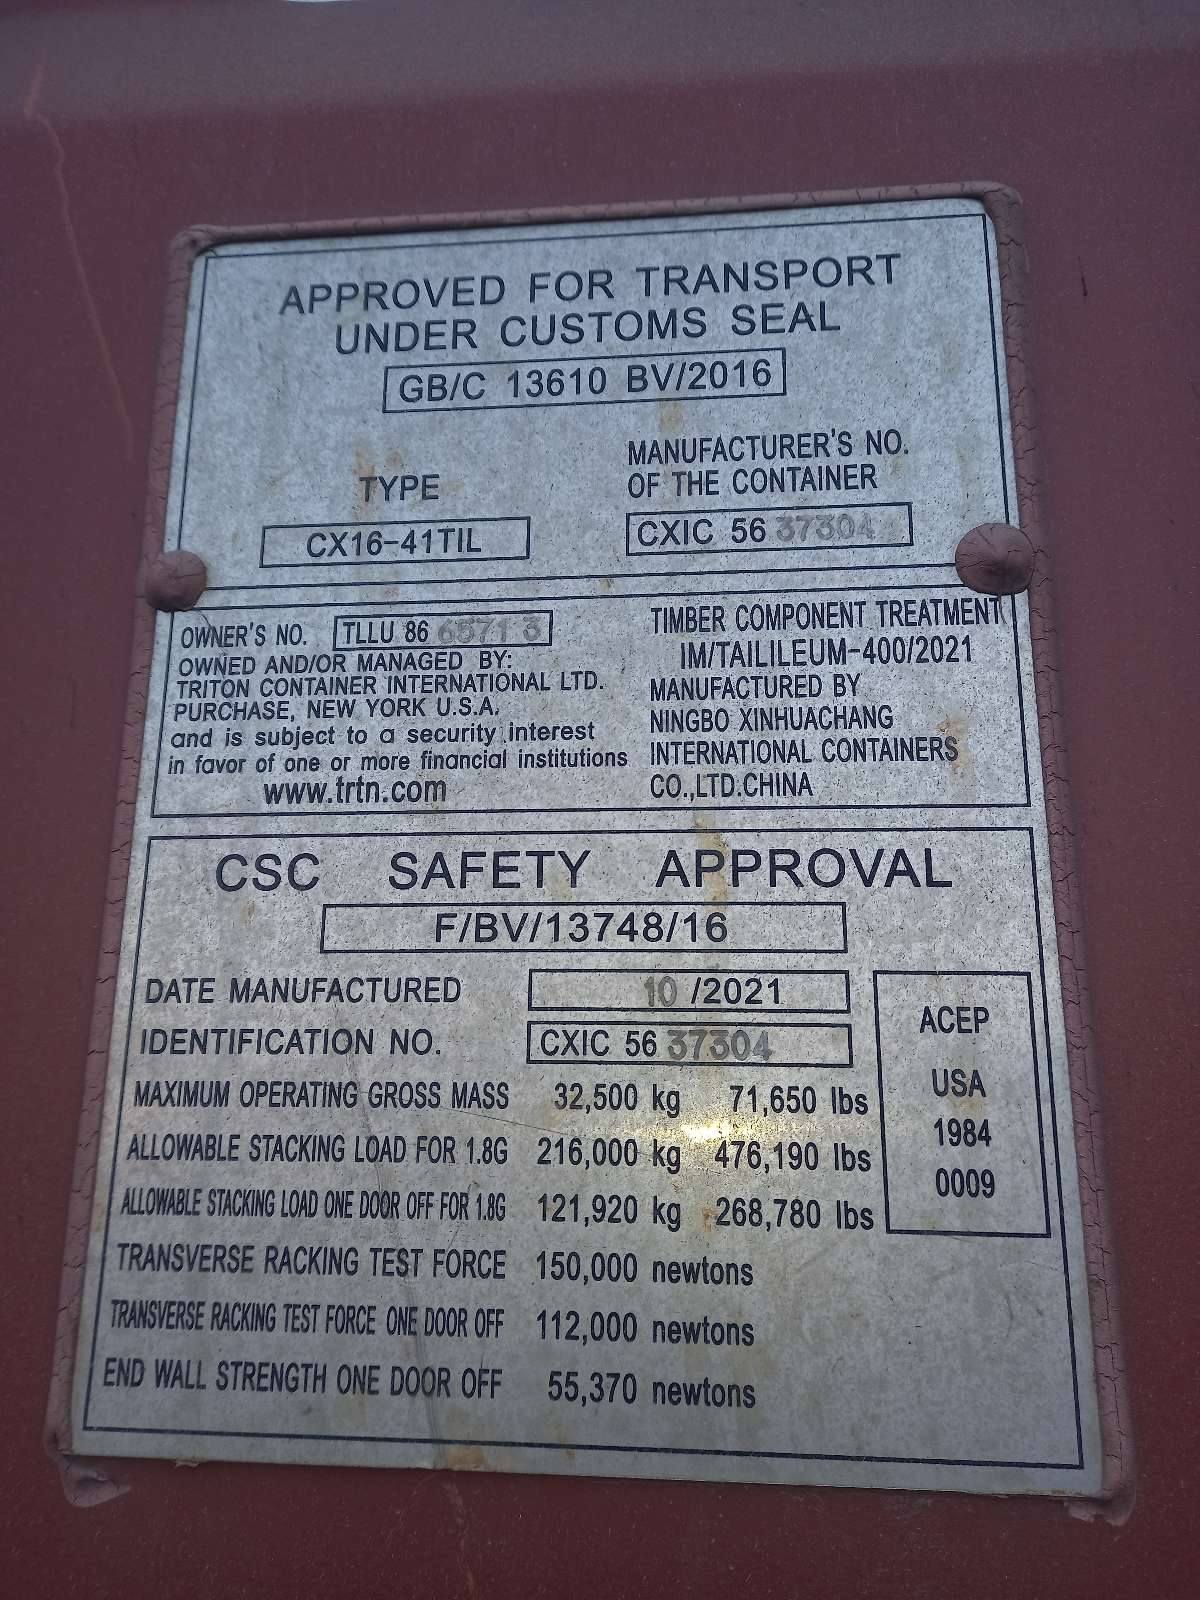 APPROVED FOR TRANSPORT
UNDER CUSTOMS SEAL
GB/C 13610 BV/2016
TYPE
CX16-41TIL
MANUFACTURER'S NO.
OF THE CONTAINER
CXIC 56 37304
OWNER'S NO. TLLU 86 6571 3
OWNED AND/OR MANAGED BY:
TRITON CONTAINER INTERNATIONAL LTD.
PURCHASE, NEW YORK U.S.A.
and is subject to a security interest
in favor of one or more financial institutions
www.trtn.com
TIMBER COMPONENT TREATMENT
IM/TAILILEUM-400/2021
MANUFACTURED BY
NINGBO XINHUACHANG
INTERNATIONAL CONTAINERS
CO.,LTD.CHINA
CSC SAFETY APPROVAL
F/BV/13748/16
DATE MANUFACTURED 10 /2021
IDENTIFICATION NO. CXIC 56 37304
MAXIMUM OPERATING GROSS MASS 32,500 kg 71,650 lbs
ALLOWABLE STACKING LOAD FOR 1.8G 216,000 kg 476,190 lbs
ALLOWABLE STACKING LOAD ONE DOOR OFF FOR 1.8G 121,920 kg 268,780 lbs
TRANSVERSE RACKING TEST FORCE 150,000 newtons
TRANSVERSE RACKING TEST FORCE ONE DOOR OFF 112,000 newtons
END WALL STRENGTH ONE DOOR OFF 55,370 newtons
ACEP
USA
1984
0009